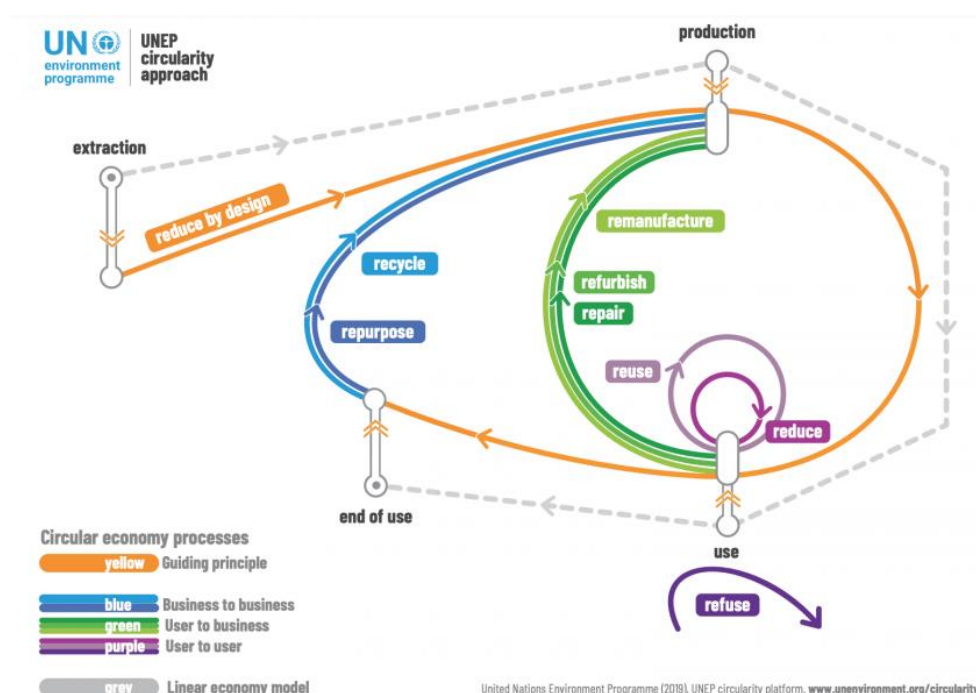 UN
environment
programme
UNEP
circularity
approach
production
extraction
reduce by design
remanufacture
recycle
refurbish
repair
repurpose
reuse
reduce
end of use
use
refuse
Circular economy processes
yellow Guiding principle
blue Business to business
green User to business
purple User to user
grey Linear economy model
United Nations Environment Programme (2019). UNEP circularity platform, www.unenvironment.org/circularity